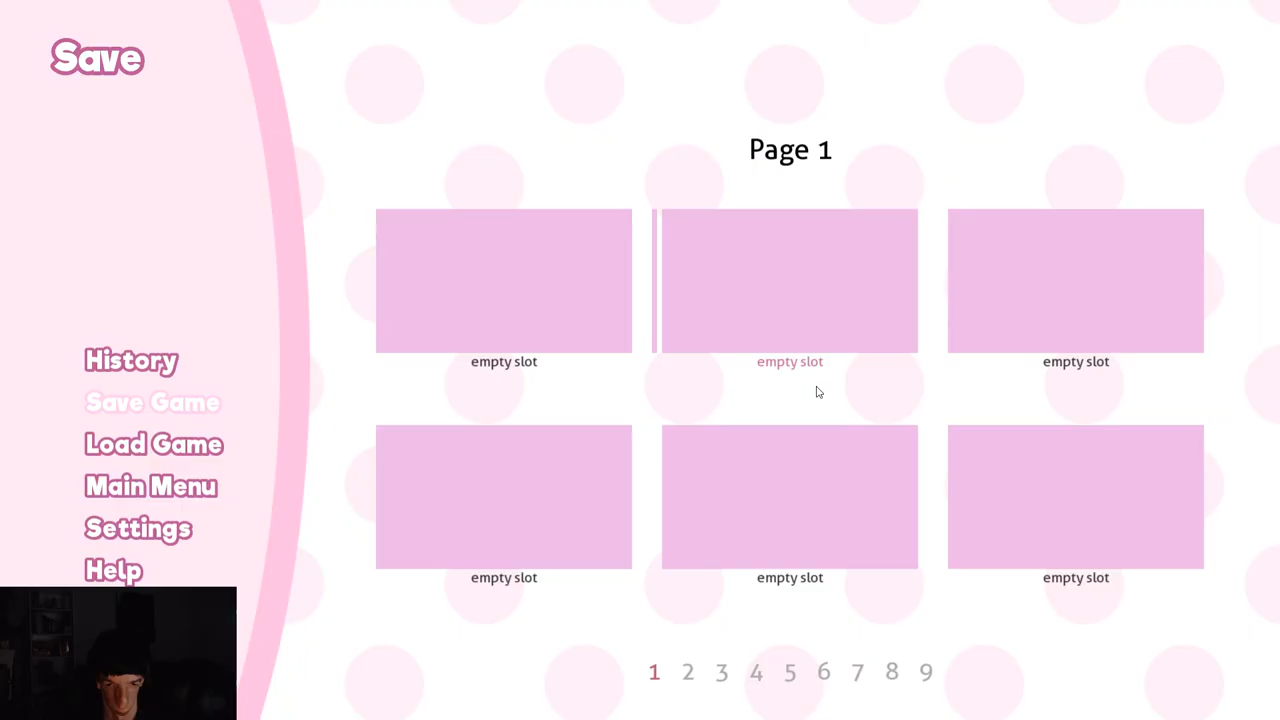 Save
Page 1
empty slot
empty slot
empty slot
History
Save Game
Load Game
Main Menu
Settings
Help
empty slot
empty slot
empty slot
1 2 3 4 5 6 7 8 9